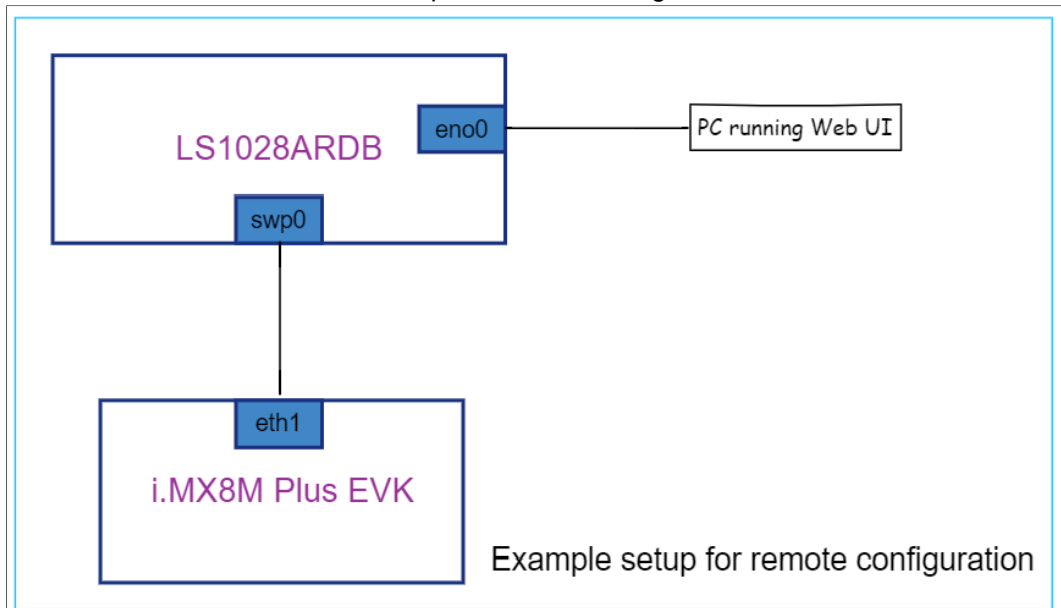 eno0
PC running Web UI
LS1028ARDB
swp0
eth1
i.MX8M Plus EVK
Example setup for remote configuration